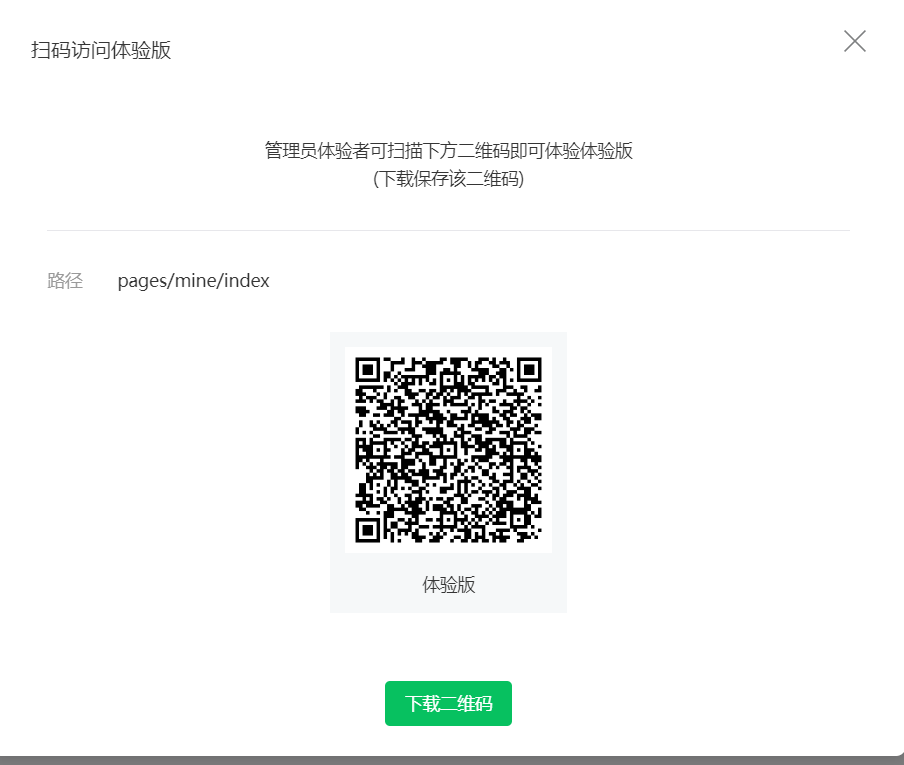 扫码访问体验版
管理员体验者可扫描下方二维码即可体验体验版
(下载保存该二维码)
路径 pages/mine/index
体验版
下载二维码